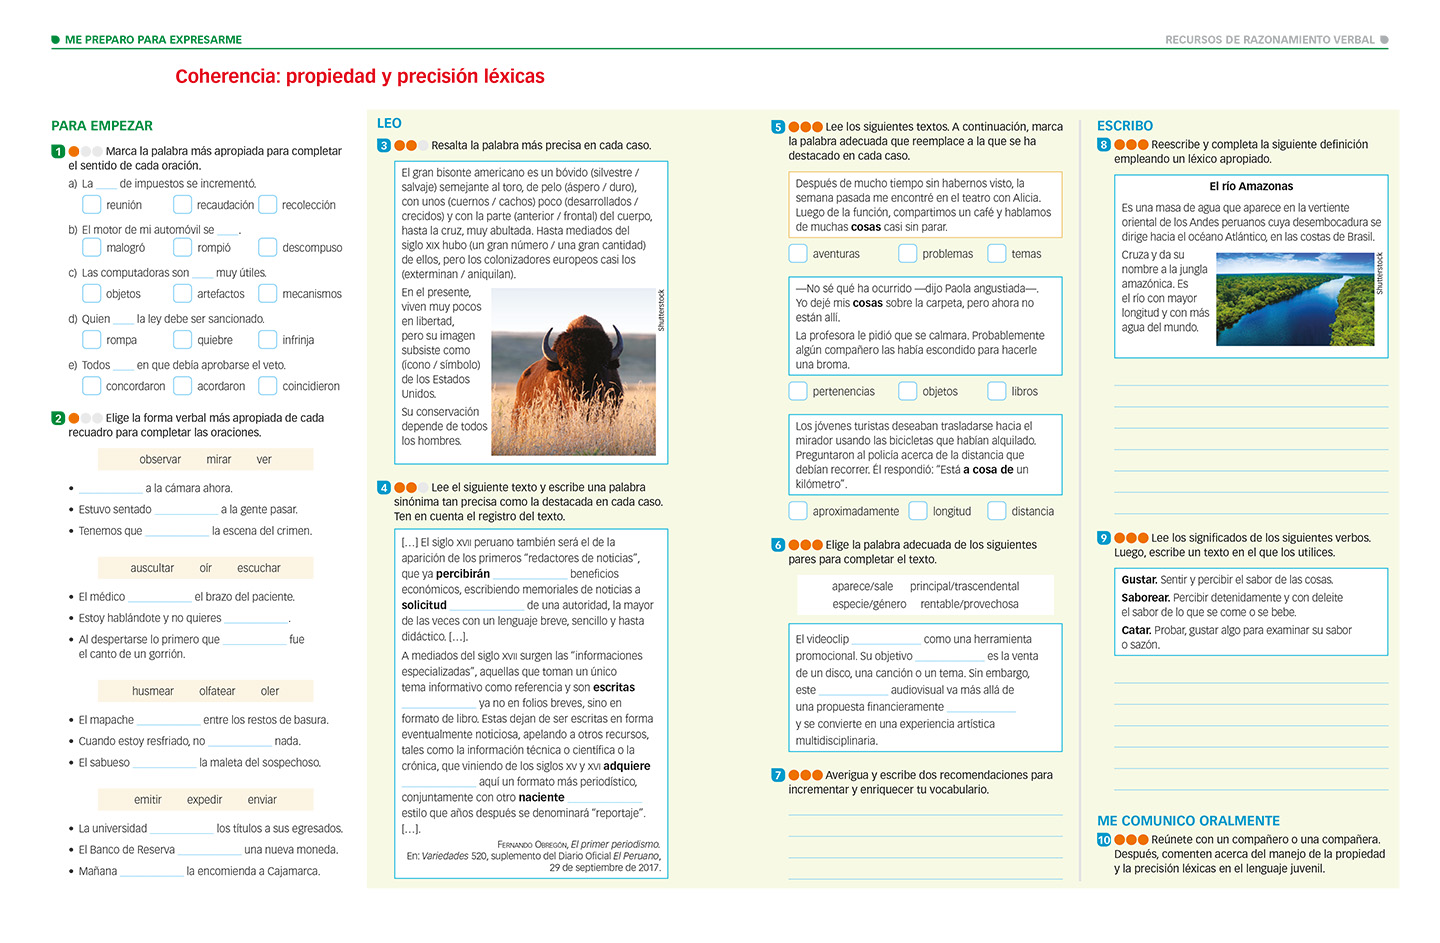 ME PREPARO PARA EXPRESARME
RECURSOS DE RAZONAMIENTO VERBAL
Coherencia: propiedad y precisión léxicas
PARA EMPEZAR
1 Marca la palabra más apropiada para completar
el sentido de cada oración.
a) La ____ de impuestos se incrementó.
reunión recaudación recolección
b) El motor de mi automóvil se ____.
malogró rompió descompuso
c) Las computadoras son ____ muy útiles.
objetos artefactos mecanismos
d) Quien ____ la ley debe ser sancionado.
rompa quiebre infrinja
e) Todos ____ en que debía aprobarse el veto.
concordaron acordaron coincidieron
2 Elige la forma verbal más apropiada de cada
recuadro para completar las oraciones.
observar mirar ver
• ____ a la cámara ahora.
• Estuvo sentado ____ a la gente pasar.
• Tenemos que ____ la escena del crimen.
auscultar oír escuchar
• El médico ____ el brazo del paciente.
• Estoy hablándote y no quieres ____.
• Al despertarse lo primero que ____ fue
el canto de un gorrión.
husmear olfatear oler
• El mapache ____ entre los restos de basura.
• Cuando estoy resfriado, no ____ nada.
• El sabueso ____ la maleta del sospechoso.
emitir expedir enviar
• La universidad ____ los títulos a sus egresados.
• El Banco de Reserva ____ una nueva moneda.
• Mañana ____ la encomienda a Cajamarca.
LEO
3 Resalta la palabra más precisa en cada caso.
El gran bisonte americano es un bóvido (silvestre /
salvaje) semejante al toro, de pelo (áspero / duro),
con unos (cuernos / cachos) poco (desarrollados /
crecidos) y con la parte (anterior / frontal) del cuerpo,
hasta la cruz, muy abultada. Hasta mediados del
siglo XIX hubo (un gran número / una gran cantidad)
de ellos, pero los colonizadores europeos casi los
(exterminan / aniquilan).
En el presente,
viven muy pocos
en libertad,
pero su imagen
subsiste como
(ícono / símbolo)
de los Estados
Unidos.
Su conservación
depende de todos
los hombres.
Shutterstock
4 Lee el siguiente texto y escribe una palabra
sinónima tan precisa como la destacada en cada caso.
Ten en cuenta el registro del texto.
[…] El siglo XVII peruano también será el de la
aparición de los primeros “redactores de noticias”,
que ya percibirán ____ beneficios
económicos, escribiendo memoriales de noticias a
solicitud ____ de una autoridad, la mayor
de las veces con un lenguaje breve, sencillo y hasta
didáctico. […].
A mediados del siglo XVII surgen las “informaciones
especializadas”, aquellas que toman un único
tema informativo como referencia y son escritas
____ ya no en folios breves, sino en
formato de libro. Estas dejan de ser escritas en forma
eventualmente noticiosa, apelando a otros recursos,
tales como la información técnica o científica o la
crónica, que viniendo de los siglos XV y XVI adquiere
____ aquí un formato más periodístico,
conjuntamente con otro naciente ____
estilo que años después se denominará “reportaje”.
[…].
FERNANDO OBREGÓN, El primer periodismo.
En: Variedades 520, suplemento del Diario Oficial El Peruano,
29 de septiembre de 2017.
5 Lee los siguientes textos. A continuación, marca
la palabra adecuada que reemplace a la que se ha
destacado en cada caso.
Después de mucho tiempo sin habernos visto, la
semana pasada me encontré en el teatro con Alicia.
Luego de la función, compartimos un café y hablamos
de muchas cosas casi sin parar.
aventuras problemas temas
—No sé qué ha ocurrido —dijo Paola angustiada—.
Yo dejé mis cosas sobre la carpeta, pero ahora no
están allí.
La profesora le pidió que se calmara. Probablemente
algún compañero las había escondido para hacerle
una broma.
pertenencias objetos libros
Los jóvenes turistas deseaban trasladarse hacia el
mirador usando las bicicletas que habían alquilado.
Preguntaron al policía acerca de la distancia que
debían recorrer. Él respondió: “Está a cosa de un
kilómetro”.
aproximadamente longitud distancia
6 Elige la palabra adecuada de los siguientes
pares para completar el texto.
aparece/sale principal/trascendental
especie/género rentable/provechosa
El videoclip ____ como una herramienta
promocional. Su objetivo ____ es la venta
de un disco, una canción o un tema. Sin embargo,
este ____ audiovisual va más allá de
una propuesta financieramente ____
y se convierte en una experiencia artística
multidisciplinaria.
7 Averigua y escribe dos recomendaciones para
incrementar y enriquecer tu vocabulario.
ESCRIBO
8 Reescribe y completa la siguiente definición
empleando un léxico apropiado.
El río Amazonas
Es una masa de agua que aparece en la vertiente
oriental de los Andes peruanos cuya desembocadura se
dirige hacia el océano Atlántico, en las costas de Brasil.
Cruza y da su
nombre a la jungla
amazónica. Es
el río con mayor
longitud y con más
agua del mundo.
Shutterstock
9 Lee los significados de los siguientes verbos.
Luego, escribe un texto en el que los utilices.
Gustar. Sentir y percibir el sabor de las cosas.
Saborear. Percibir detenidamente y con deleite
el sabor de lo que se come o se bebe.
Catar. Probar, gustar algo para examinar su sabor
o sazón.
ME COMUNICO ORALMENTE
10 Reúnete con un compañero o una compañera.
Después, comenten acerca del manejo de la propiedad
y la precisión léxicas en el lenguaje juvenil.